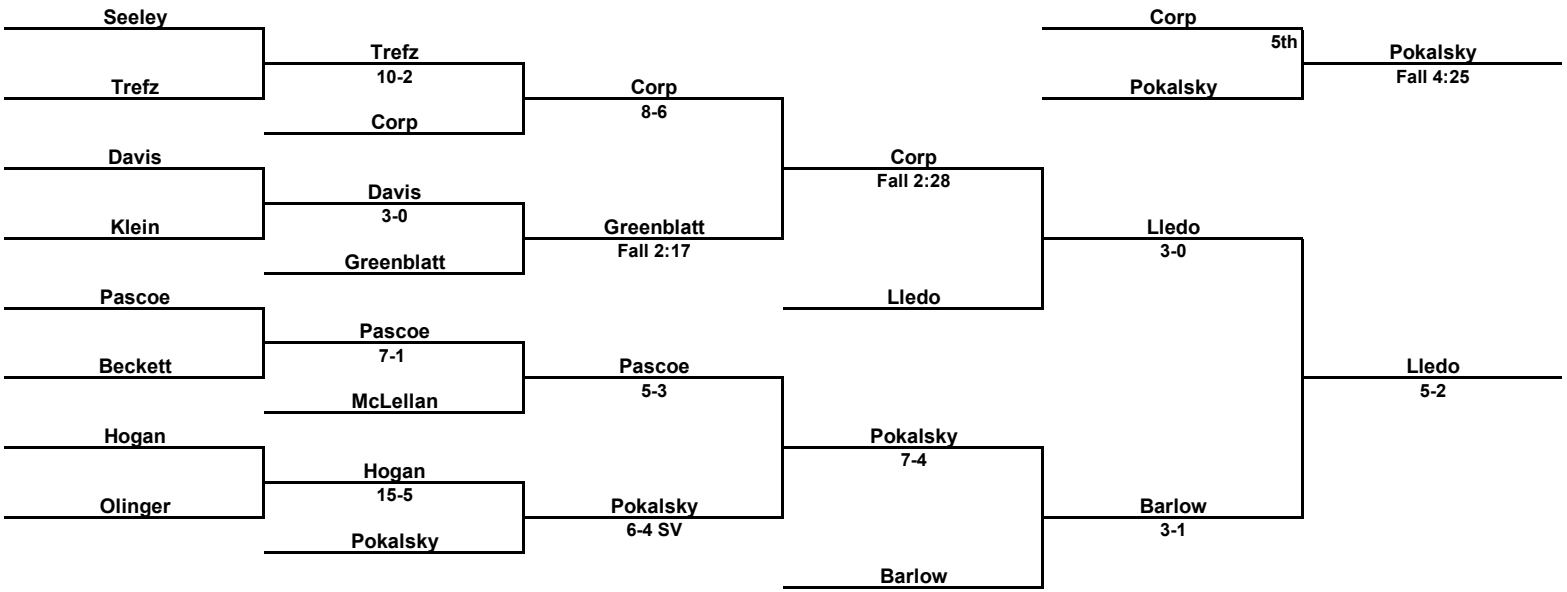 Seeley
Corp
5th
Trefz
10-2
Pokalsky
Fall 4:25
Trefz
Corp
8-6
Pokalsky
Corp
Davis
Corp
Fall 2:28
Davis
3-0
Klein
Greenblatt
Fall 2:17
Lledo
3-0
Greenblatt
Pascoe
Lledo
Pascoe
7-1
Beckett
Pascoe
5-3
Lledo
5-2
McLellan
Hogan
Pokalsky
7-4
Hogan
15-5
Olinger
Pokalsky
6-4 SV
Barlow
3-1
Pokalsky
Barlow